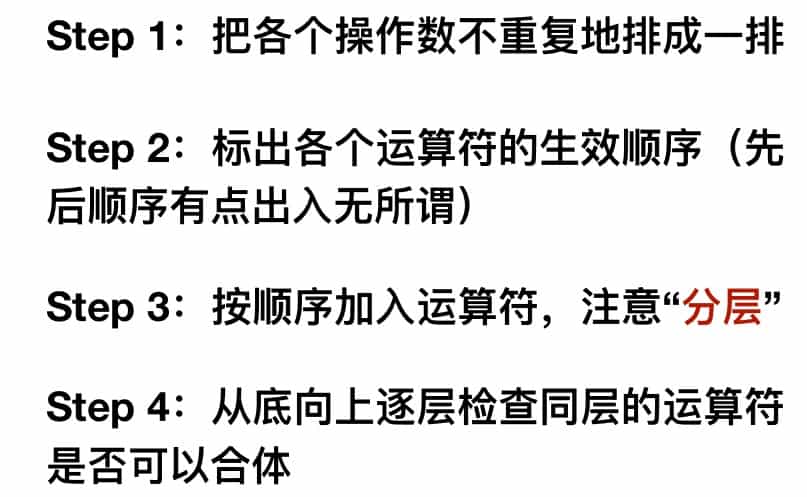 Step 1：把各个操作数不重复地排成一排
Step 2：标出各个运算符的生效顺序（先
后顺序有点出入无所谓）
Step 3：按顺序加入运算符，注意“分层”
Step 4：从底向上逐层检查同层的运算符
是否可以合体